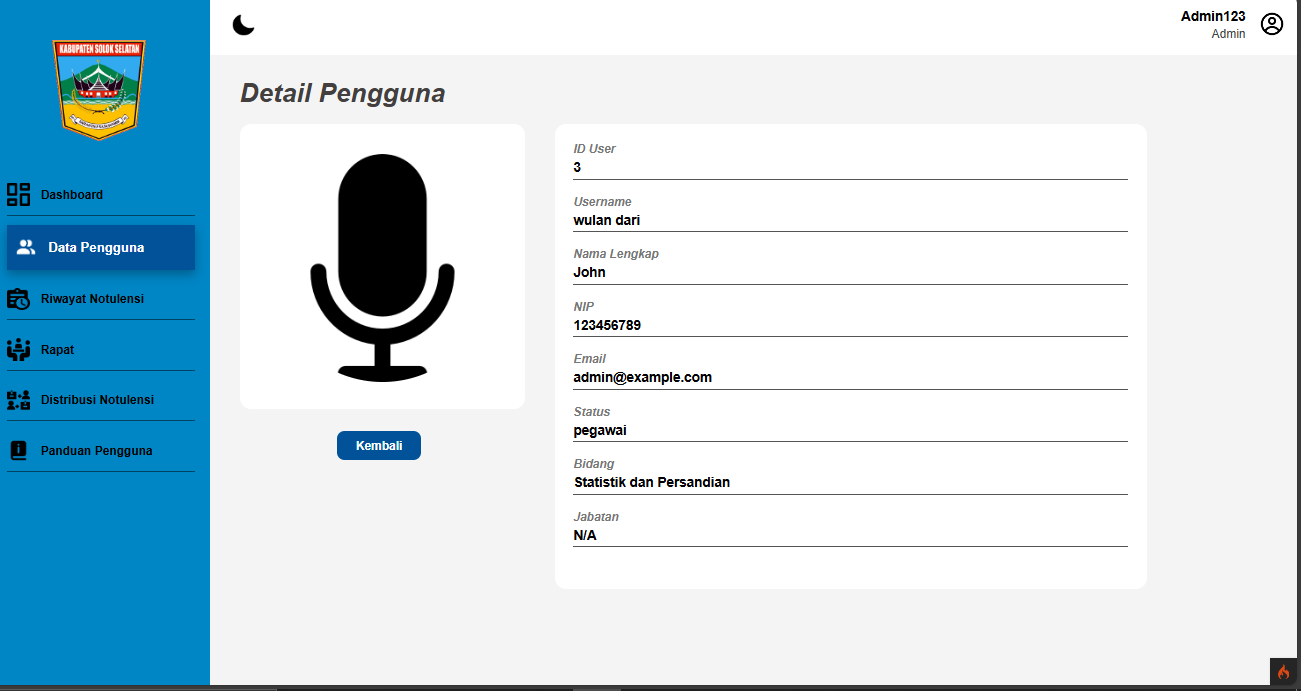 KABUPATEN SOLOK SELATAN
Dashboard
Data Pengguna
Riwayat Notulensi
Rapat
Distribusi Notulensi
Panduan Pengguna
Admin123
Admin
Detail Pengguna
Kembali
ID User
3
Username
wulan dari
Nama Lengkap
John
NIP
123456789
Email
admin@example.com
Status
pegawai
Bidang
Statistik dan Persandian
Jabatan
N/A